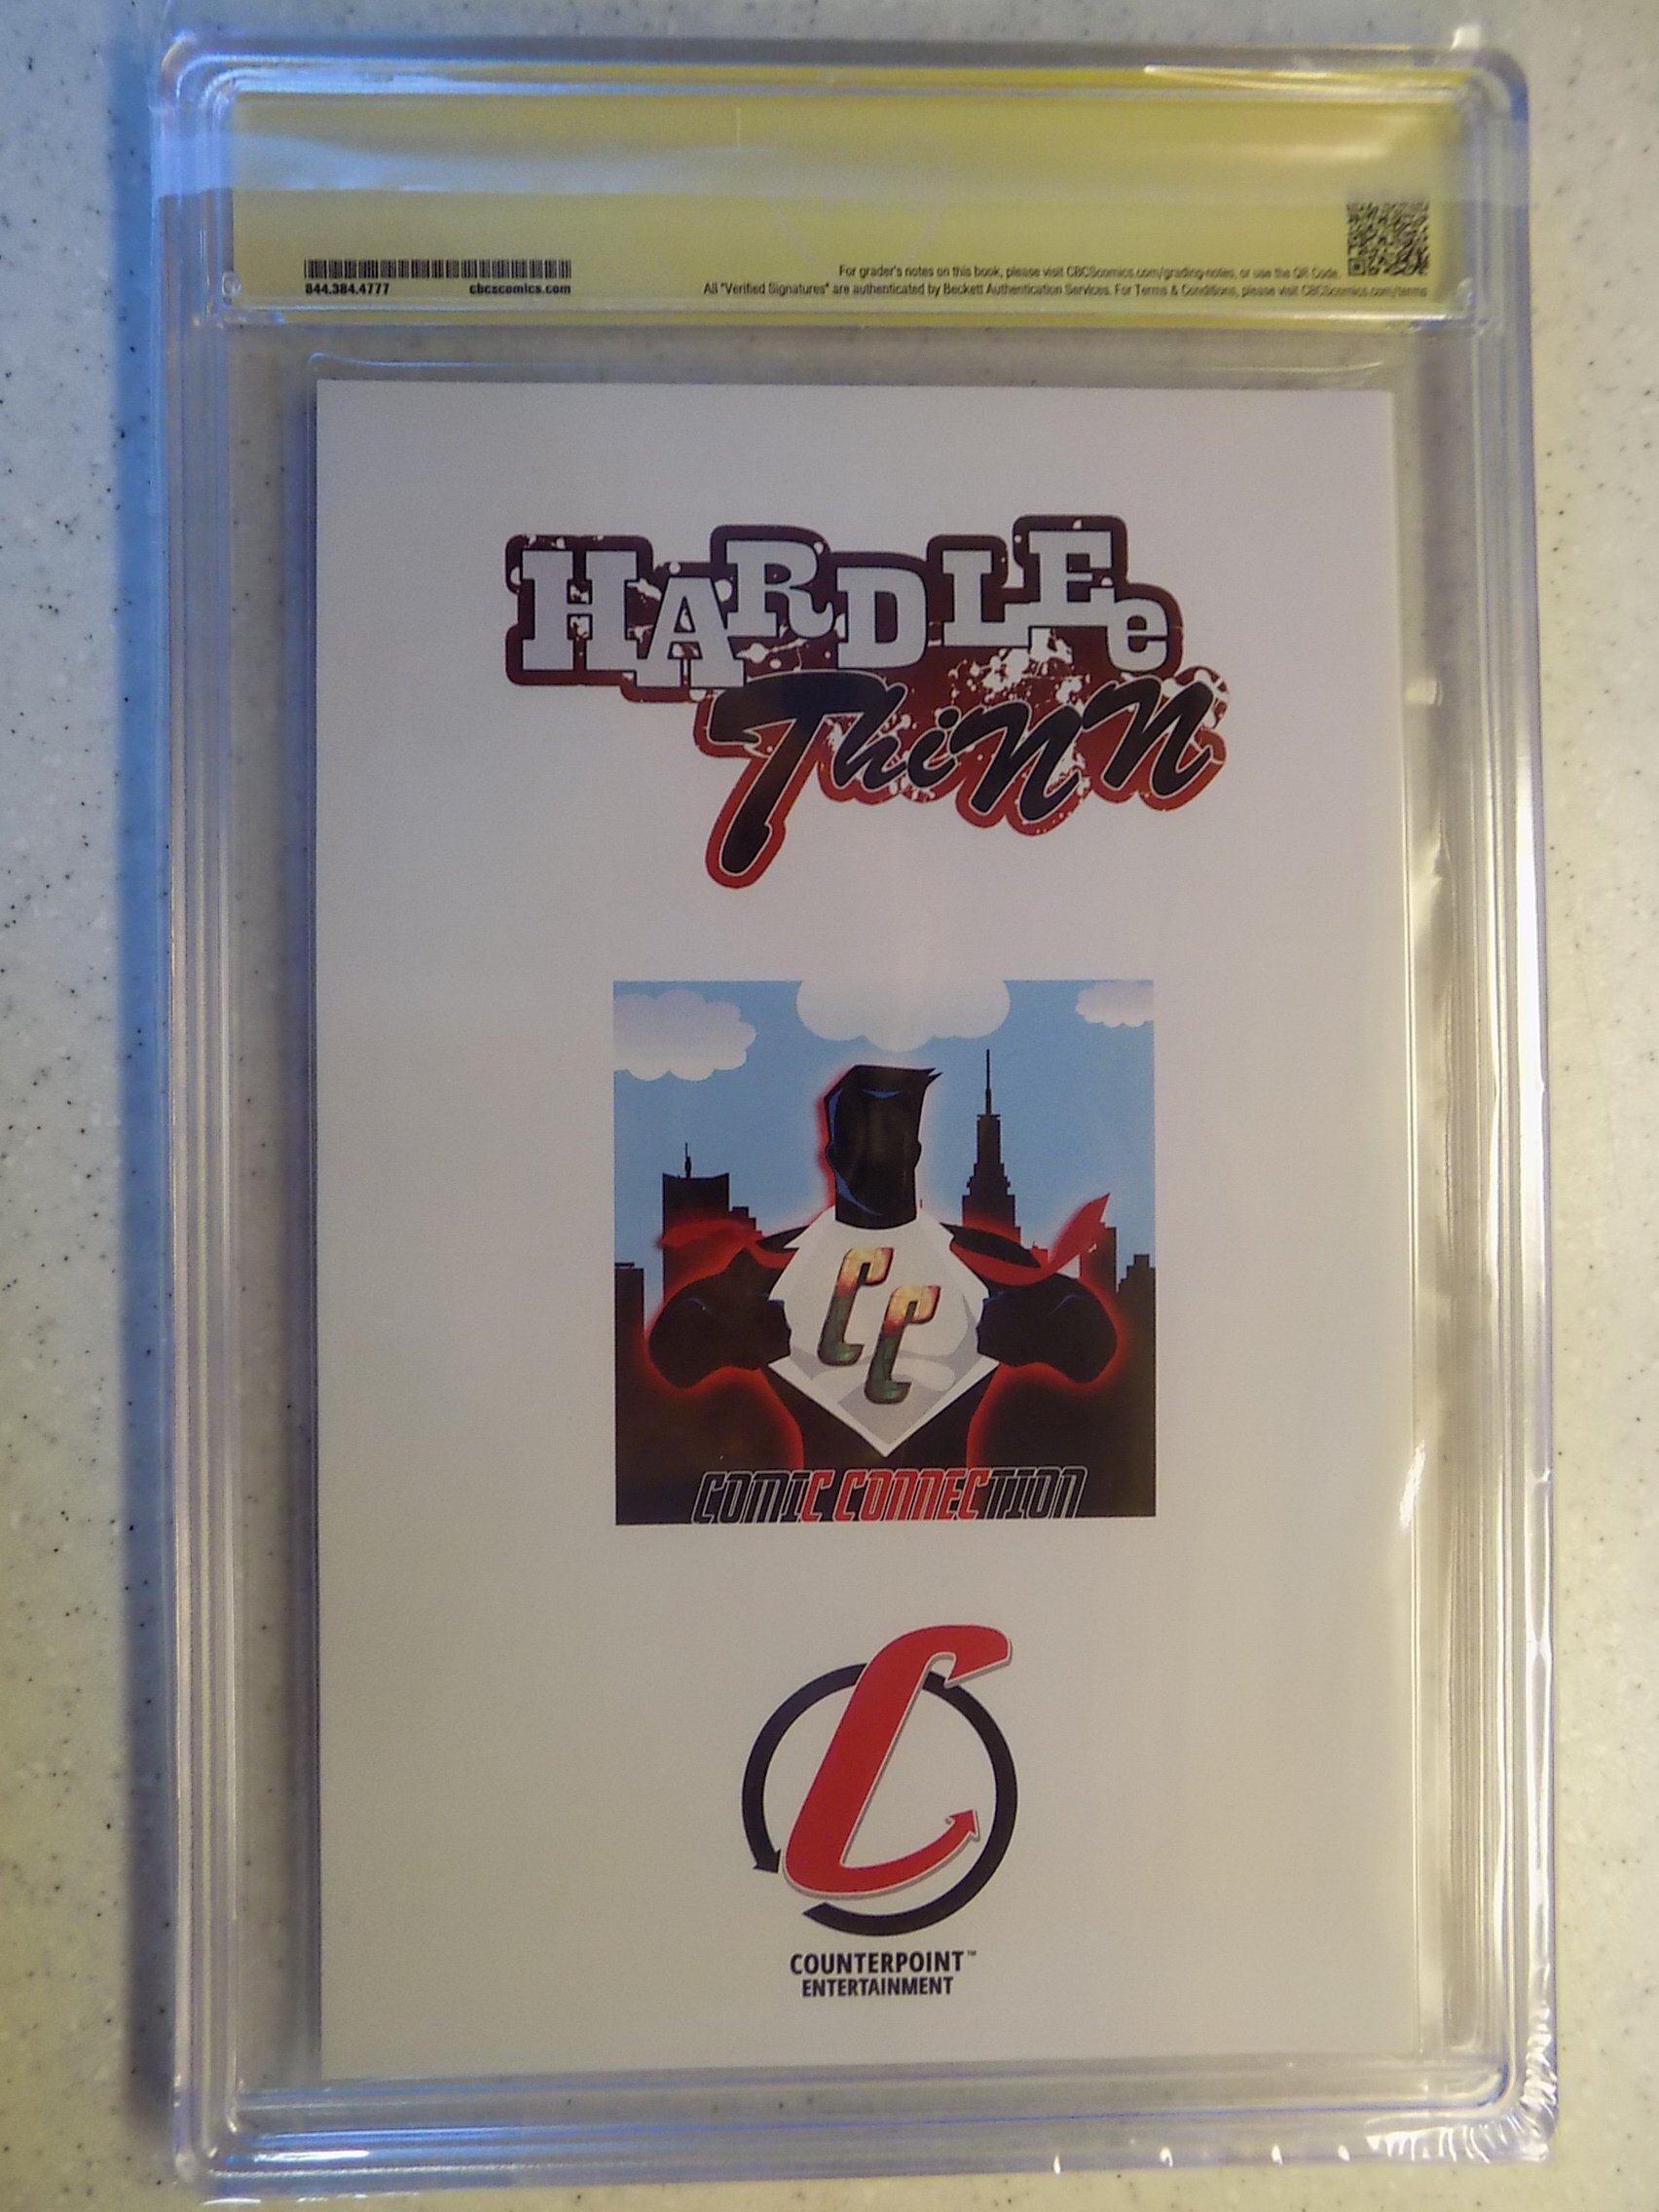 844.384.4777 cbcscomics.com
For grader's notes on this book, please visit CBCScomics.com/grading-notes, or use the QR Code.
All "Verified Signatures" are authenticated by Beckett Authentication Services. For Terms & Conditions, please visit CBCScomics.com/terms
HARDLEe
ThiNN
CC
COMIC CONNECTION
C
COUNTERPOINT™
ENTERTAINMENT